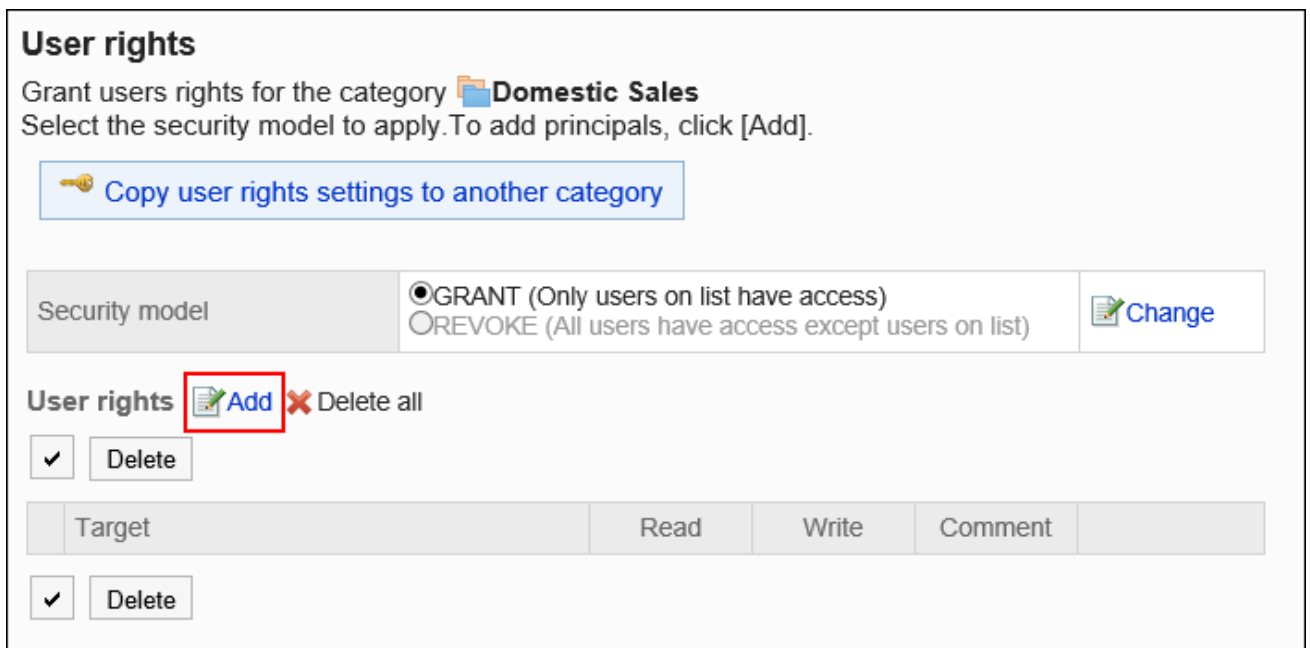 User rights
Grant users rights for the category Domestic Sales
Select the security model to apply.To add principals, click [Add].
Copy user rights settings to another category
Security model
GRANT (Only users on list have access)
REVOKE (All users have access except users on list)
Change
User rights Add Delete all
Delete
Target Read Write Comment
Delete